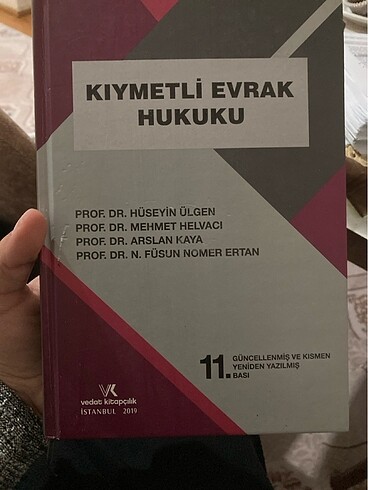 KIYMETLİ EVRAK
HUKUKU
PROF. DR. HÜSEYİN ÜLGEN
PROF. DR. MEHMET HELVACI
PROF. DR. ARSLAN KAYA
PROF. DR. N. FÜSUN NOMER ERTAN
11. GÜNCELLENMİŞ VE KISMEN
YENİDEN YAZILMIŞ
BASI
VK
vedat kitapçılık
İSTANBUL 2019